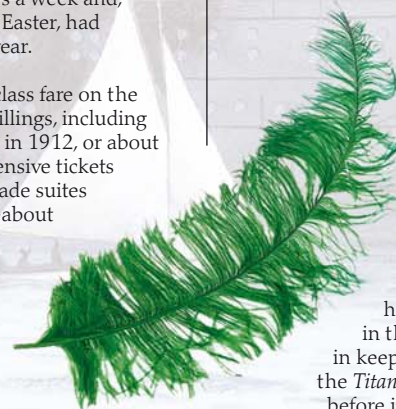 s a week and,
Easter, had
ear.
lass fare on the
illings, including
in 1912, or about
ensive tickets
ade suites
about
h
in th
in keep
the Titan
before i